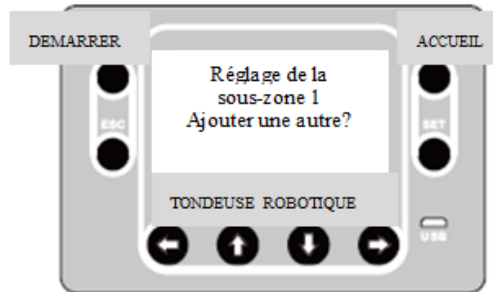 DEMARRER
ACCUEIL
Réglage de la
sous-zone 1
Ajouter une autre?
ESC
SET
TONDEUSE ROBOTIQUE
USB